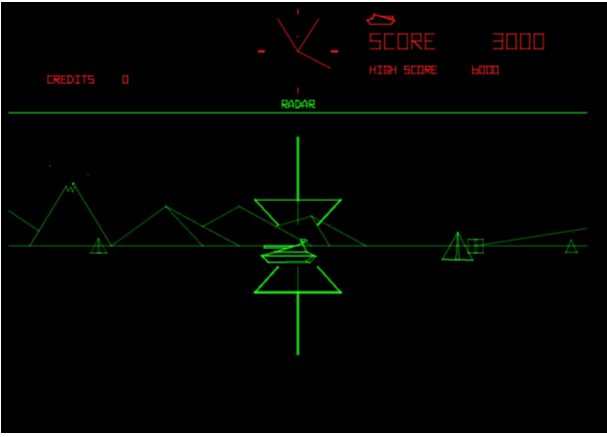 SCORE 3000
HIGH SCORE 6000
CREDITS 0
RADAR